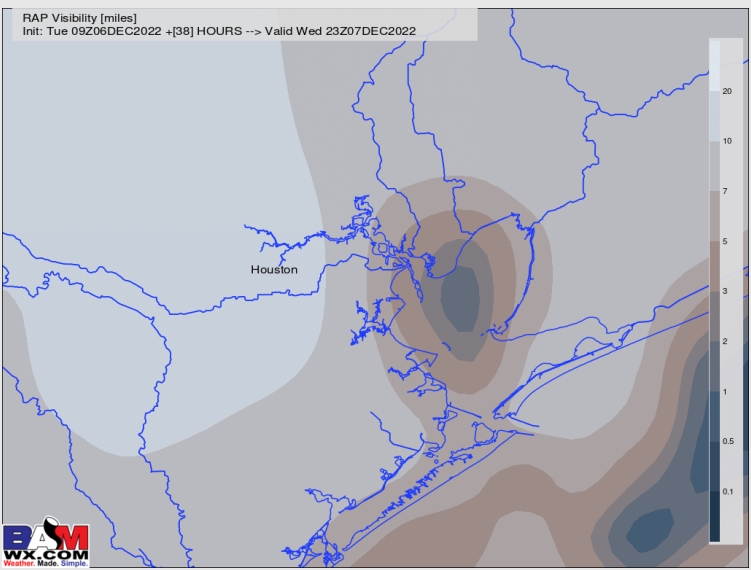 RAP Visibility [miles]
Init: Tue 09Z06DEC2022 +[38] HOURS --> Valid Wed 23Z07DEC2022
20
10
7
5
3
2
1
0.5
0.1
Houston
BAM
WX.COM
Weather. Made. Simple.